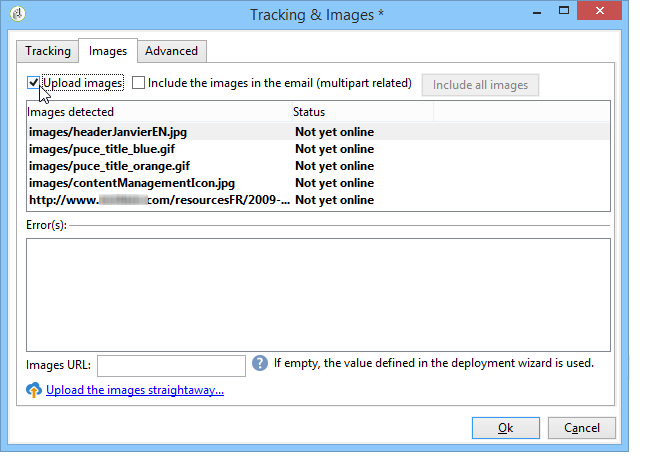 Tracking & Images *
Tracking Images Advanced
Upload images Include the images in the email (multipart related) Include all images
Images detected Status
images/headerJanvierEN.jpg Not yet online
images/puce_title_blue.gif Not yet online
images/puce_title_orange.gif Not yet online
images/contentManagementIcon.jpg Not yet online
http://www. com/resourcesFR/2009-... Not yet online
Error(s):
Images URL: ? If empty, the value defined in the deployment wizard is used.
Upload the images straightaway...
Ok Cancel